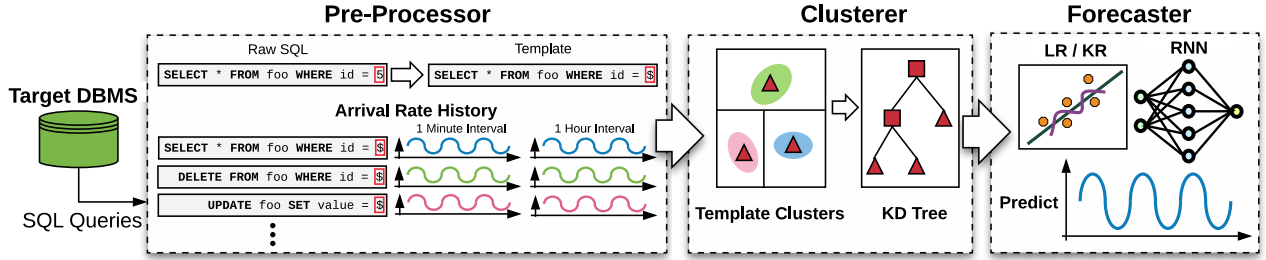 Pre-Processor
Clusterer
Forecaster
Target DBMS
SQL Queries
Raw SQL
Template
SELECT * FROM foo WHERE id = 5
SELECT * FROM foo WHERE id = $
Arrival Rate History
1 Minute Interval
1 Hour Interval
SELECT * FROM foo WHERE id = $
DELETE FROM foo WHERE id = $
UPDATE foo SET value = $
Template Clusters
KD Tree
LR / KR
RNN
Predict